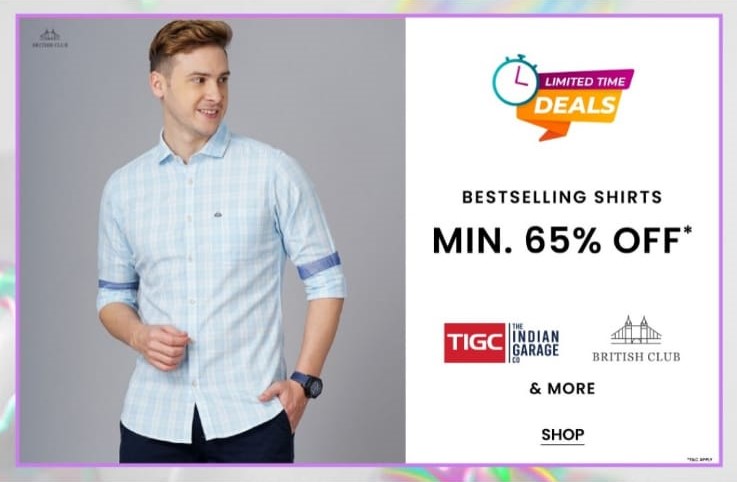 BRITISH CLUB
LIMITED TIME
DEALS
BESTSELLING SHIRTS
MIN. 65% OFF*
TIGC THE
INDIAN
GARAGE
CO
BRITISH CLUB
& MORE
SHOP
*T&C APPLY